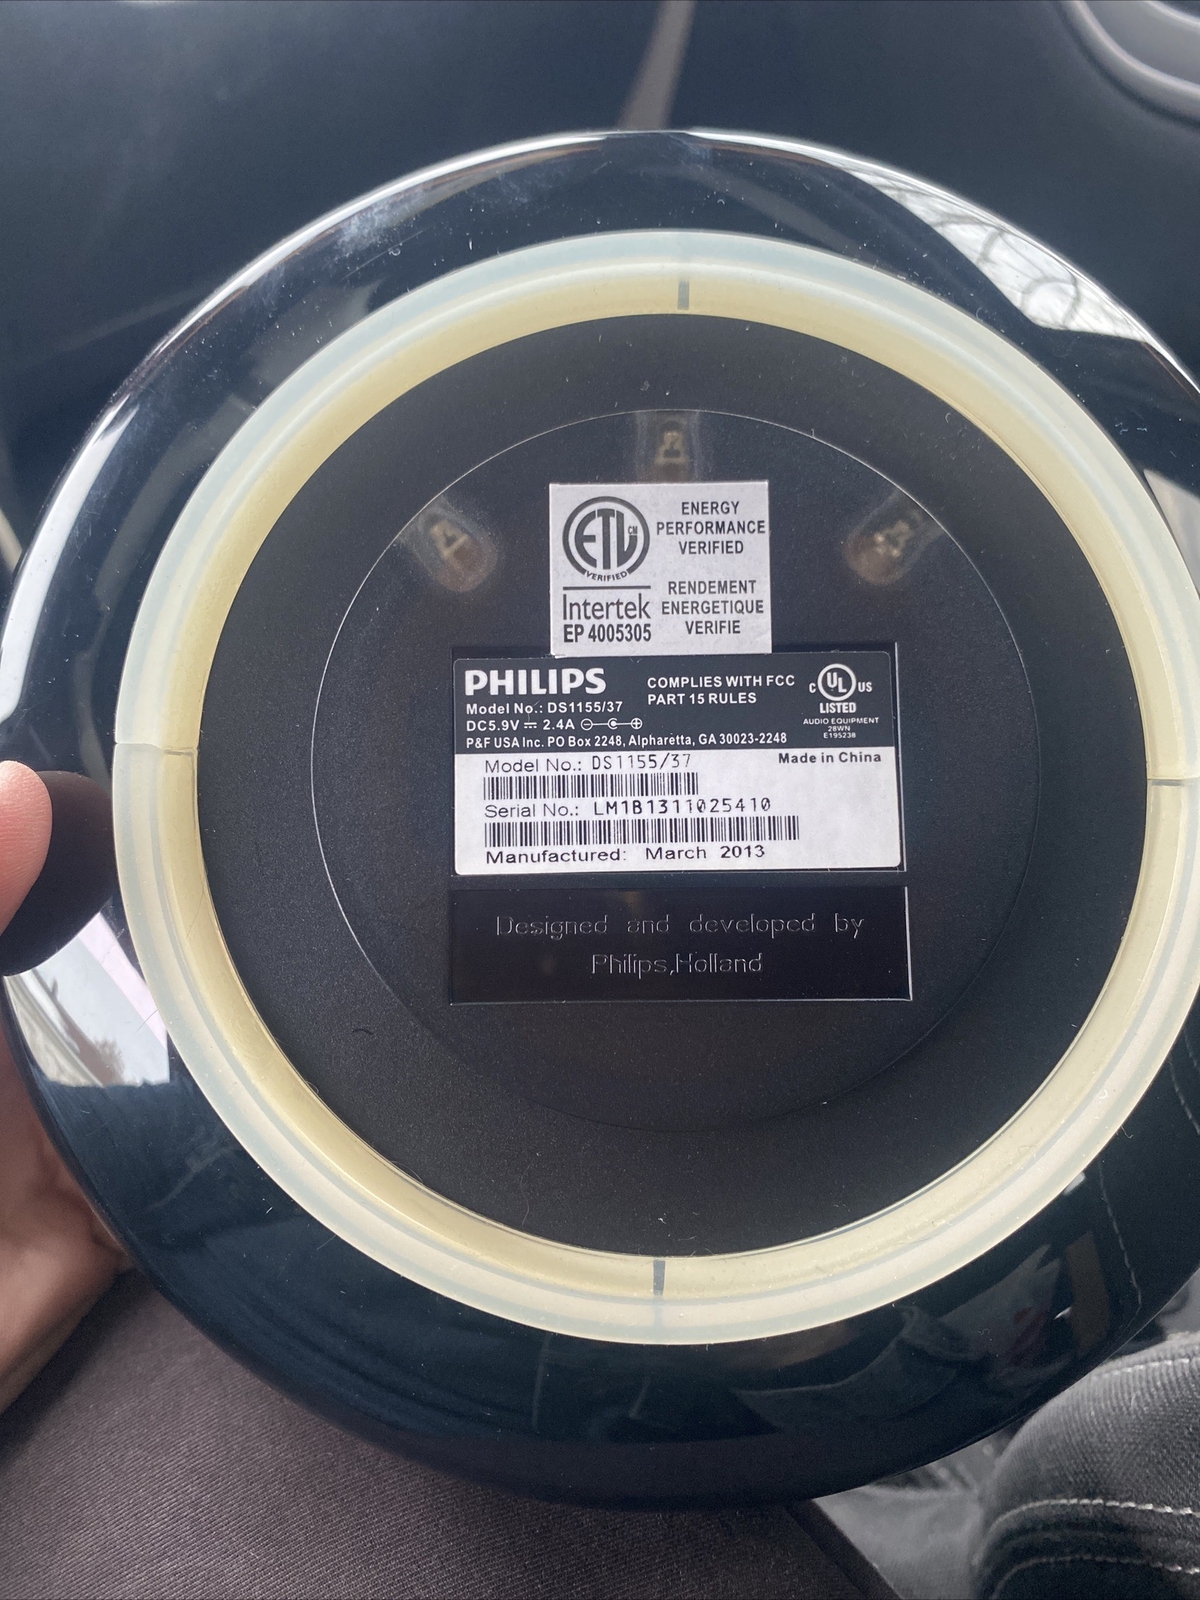 ETL CM
VERIFIED
Intertek
EP 4005305
ENERGY
PERFORMANCE
VERIFIED
RENDEMENT
ENERGETIQUE
VERIFIE
PHILIPS
Model No.: DS1155/37
DC5.9V ⎓ 2.4A
COMPLIES WITH FCC
PART 15 RULES
C UL US
LISTED
AUDIO EQUIPMENT
28WN
E195238
P&F USA Inc. PO Box 2248, Alpharetta, GA 30023-2248
Model No.: DS1155/37
Made in China
Serial No.: LM1B1311025410
Manufactured: March 2013
Designed and developed by
Philips,Holland